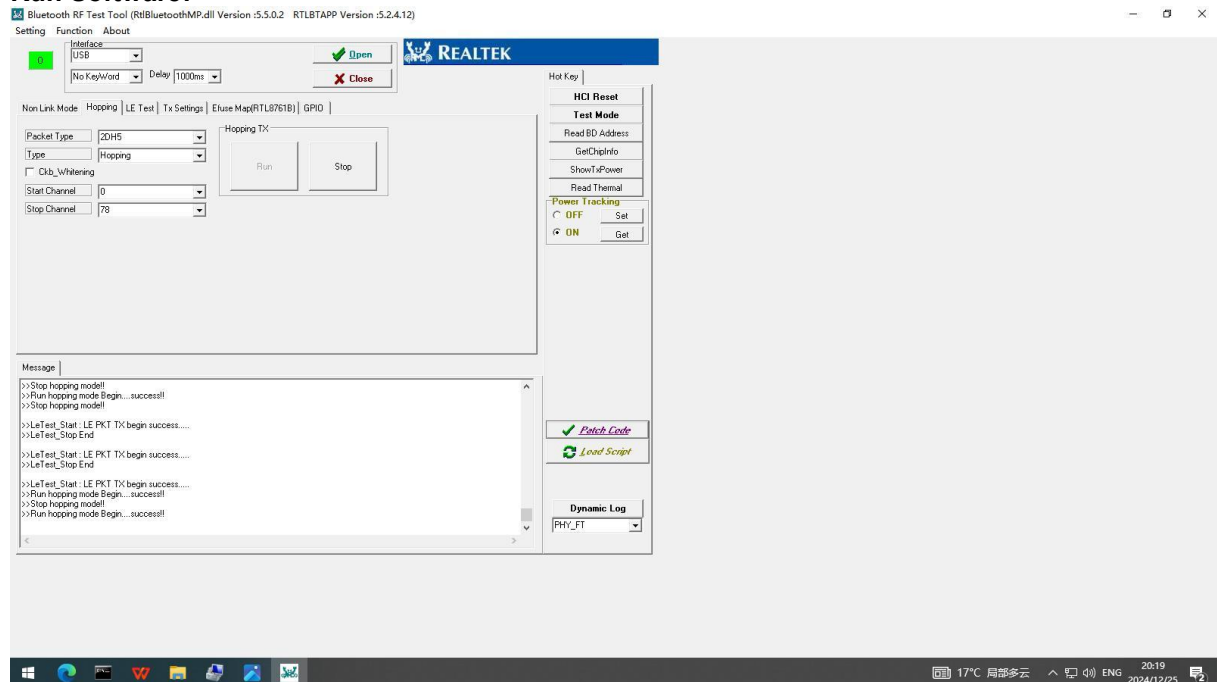 Bluetooth RF Test Tool (RtlBluetoothMP.dll Version :5.5.0.2 RTLBTAPP Version :5.2.4.12)
Setting Function About
Interface
0
USB
Open
REALTEK
No KeyWord
Delay
1000ms
Close
Hot Key
HCI Reset
Test Mode
Read BD Address
GetChipInfo
ShowTxPower
Read Thermal
Power Tracking
OFF
Set
ON
Get
Non Link Mode Hopping LE Test Tx Settings Efuse Map(RTL8761B) GPIO
Packet Type
2DH5
Hopping TX
Type
Hopping
Run
Stop
Ckb_Whitening
Start Channel
0
Stop Channel
78
Message
>>Stop hopping mode!!
>>Run hopping mode Begin....success!!
>>Stop hopping mode!!
>>LeTest_Start : LE PKT TX begin success.....
>>LeTest_Stop End
>>LeTest_Start : LE PKT TX begin success.....
>>LeTest_Stop End
>>LeTest_Start : LE PKT TX begin success.....
>>Run hopping mode Begin....success!!
>>Stop hopping mode!!
>>Run hopping mode Begin....success!!
Patch Code
Load Script
Dynamic Log
PHY_FT
17°C 局部多云
ENG
20:19
2024/12/25
2